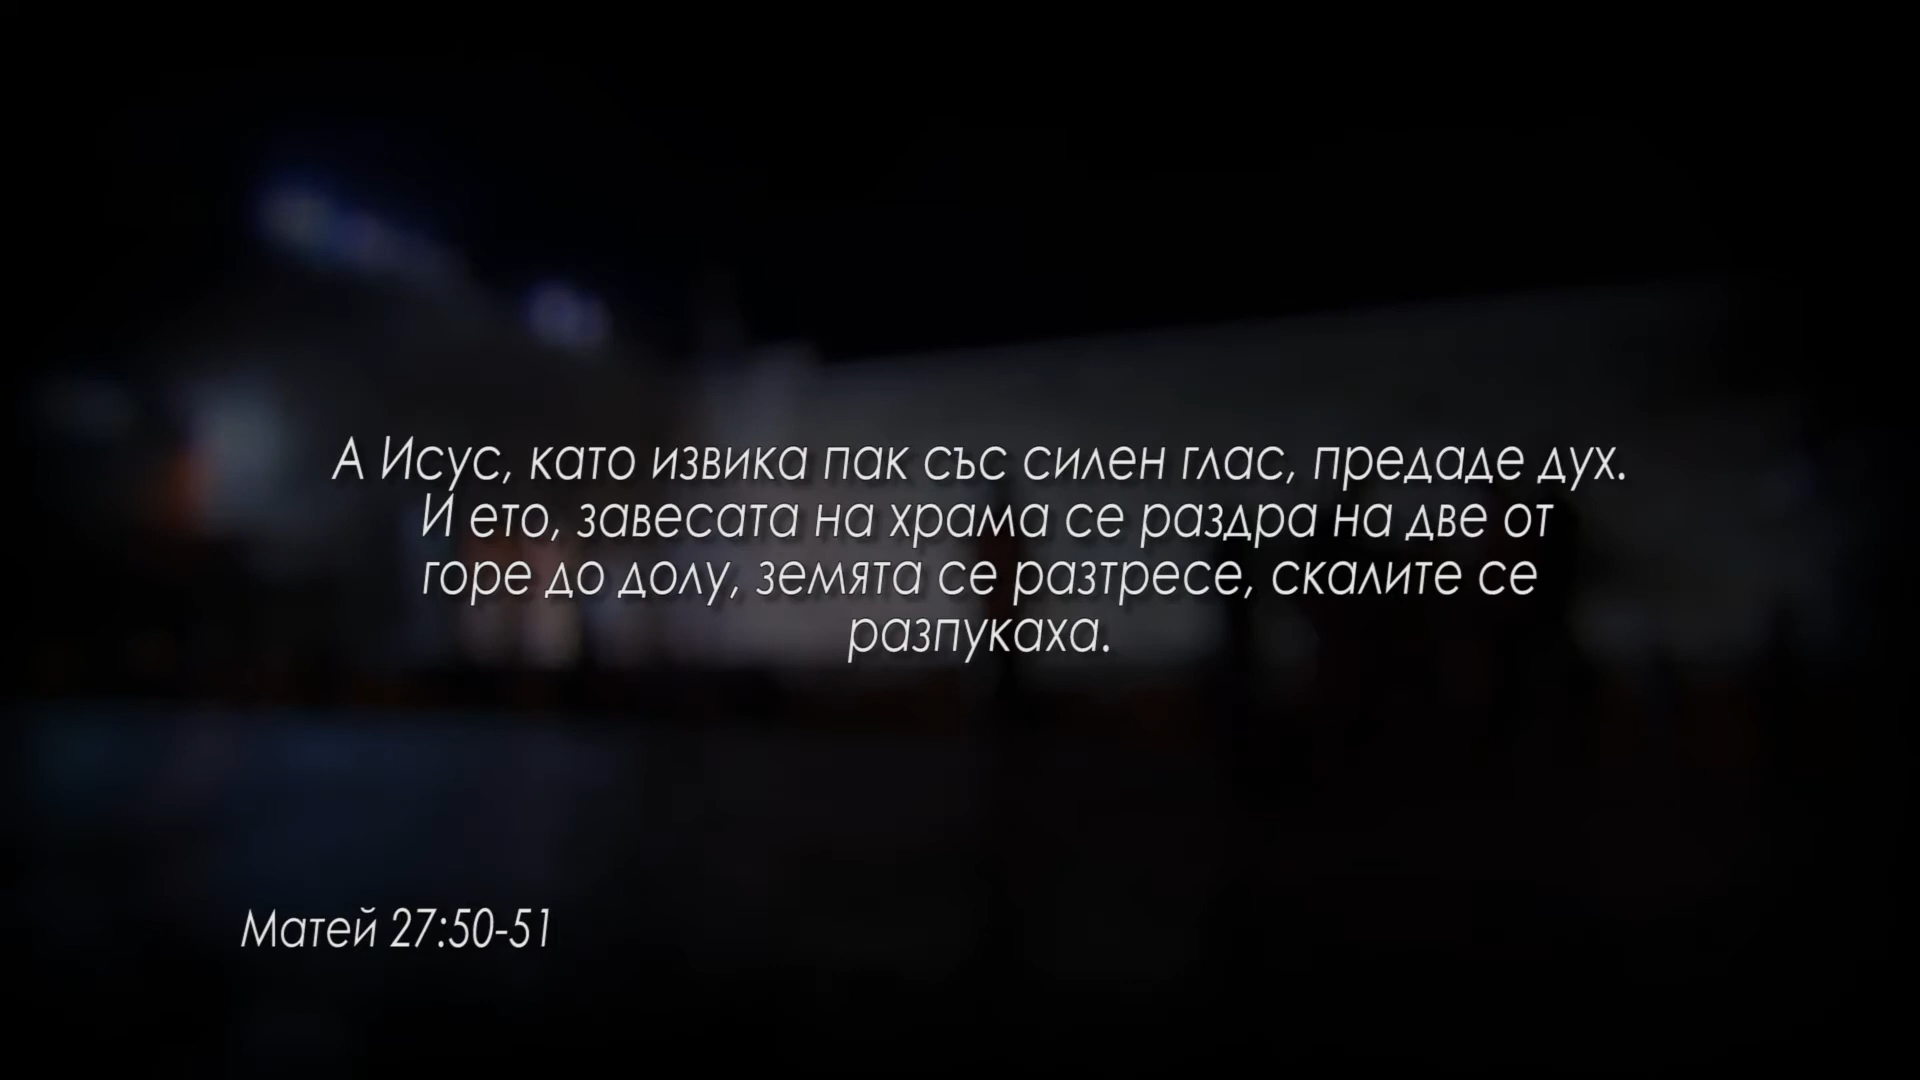 А Исус, като извика пак със силен глас, предаде дух.
И ето, завесата на храма се раздра на две от
горе до долу, земята се разтресе, скалите се
разпукаха.
Матей 27:50-51